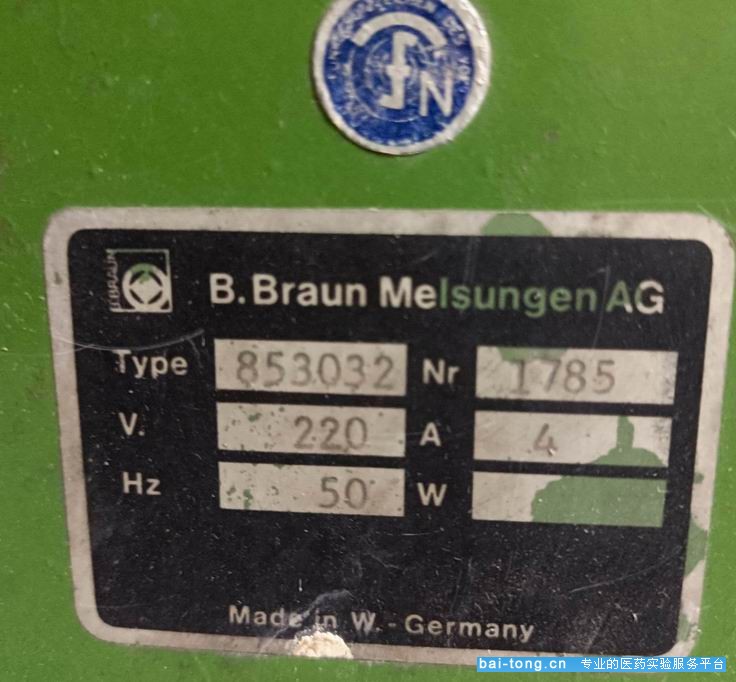 N
BRAUN
B.Braun Melsungen AG
Type 853032 Nr 1785
V. 220 A 4
Hz 50 W
Made in W.-Germany
bai-tong.cn 专业的医药实验服务平台